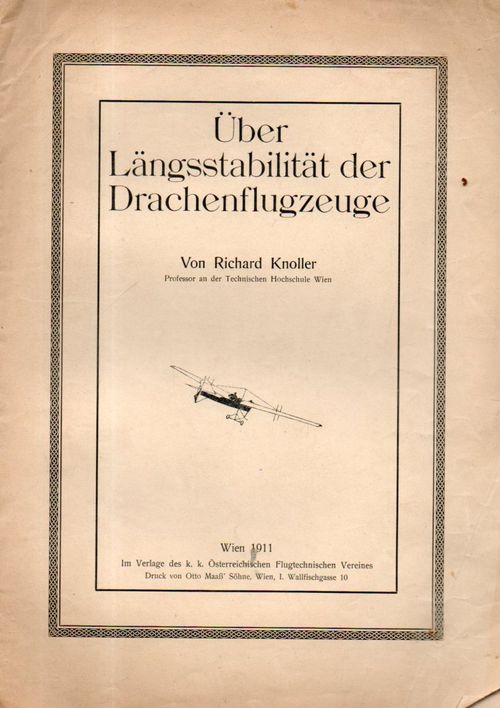 Über
Längsstabilität der
Drachenflugzeuge
Von Richard Knoller
Professor an der Technischen Hochschule Wien
Wien 1911
Im Verlage des k. k. Österreichischen Flugtechnischen Vereines
Druck von Otto Maaß' Söhne, Wien, I. Wallfischgasse 10